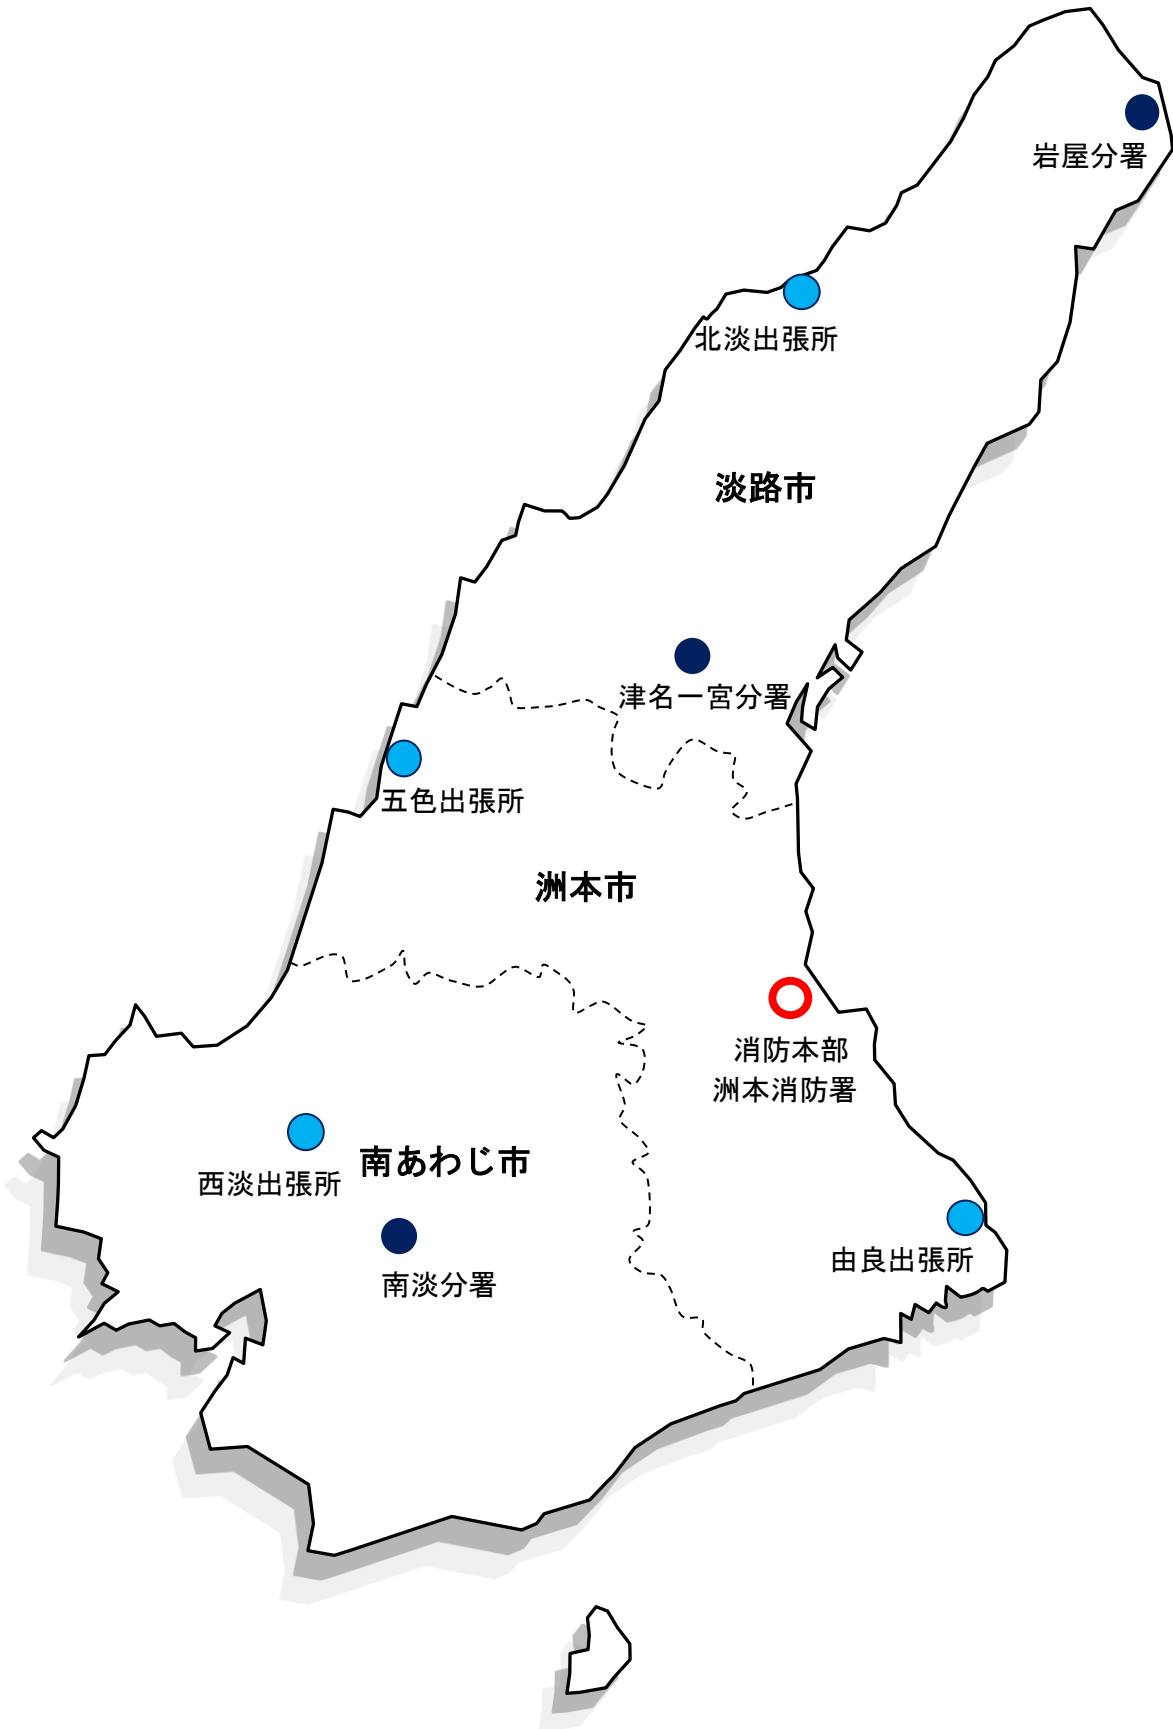 岩屋分署
北淡出張所
淡路市
津名一宮分署
五色出張所
洲本市
消防本部
洲本消防署
南あわじ市
西淡出張所
由良出張所
南淡分署